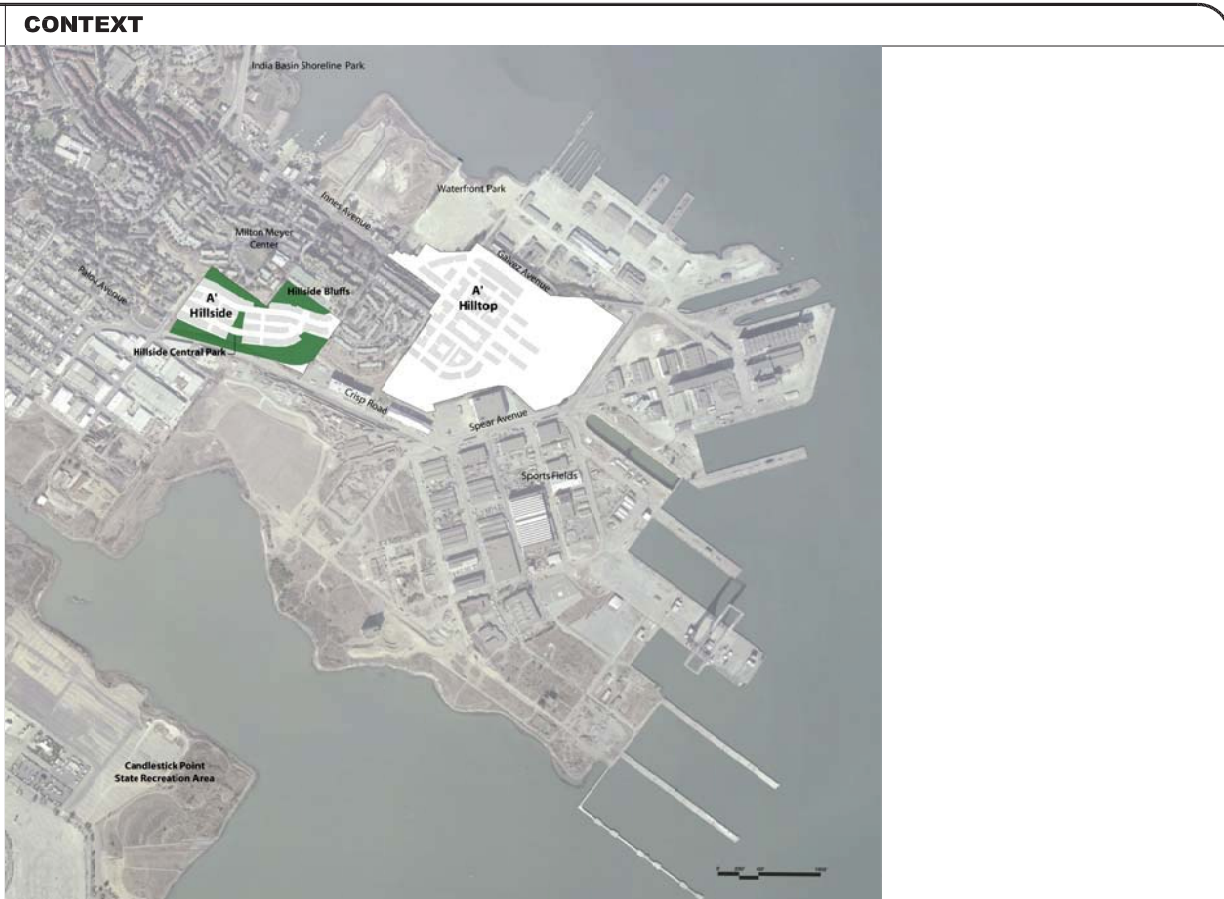 CONTEXT
India Basin Shoreline Park
Waterfront Park
Innes Avenue
Milton Meyer
Center
Galvez Avenue
Palou Avenue
A'
Hillside
Hillside Bluffs
A'
Hilltop
Hillside Central Park
Crisp Road
Spear Avenue
Sports Fields
Candlestick Point
State Recreation Area